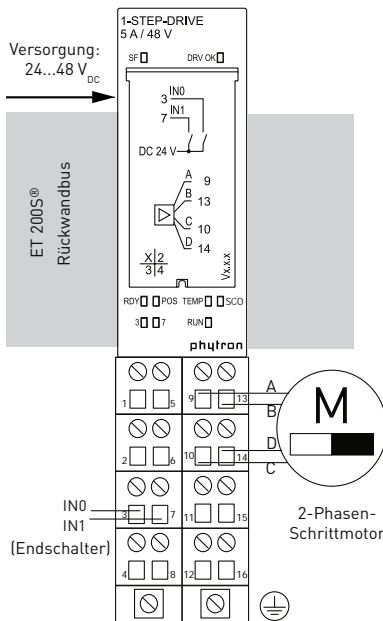 1-STEP-DRIVE
5 A / 48 V
Versorgung:
24...48 V DC
SF DRV OK
IN0
3
IN1
7
DC 24 V
A 9
B 13
C 10
D 14
X 2
3 4
Vx.x.x
ET 200S®
Rückwandbus
RDY POS TEMP SCO
3 7 RUN
phytron
1 5 9 13
A
B
M
2 6 10 14
D
C
IN0
IN1
3 7 11 15
(Endschalter)
2-Phasen-
Schrittmotor
4 8 12 16